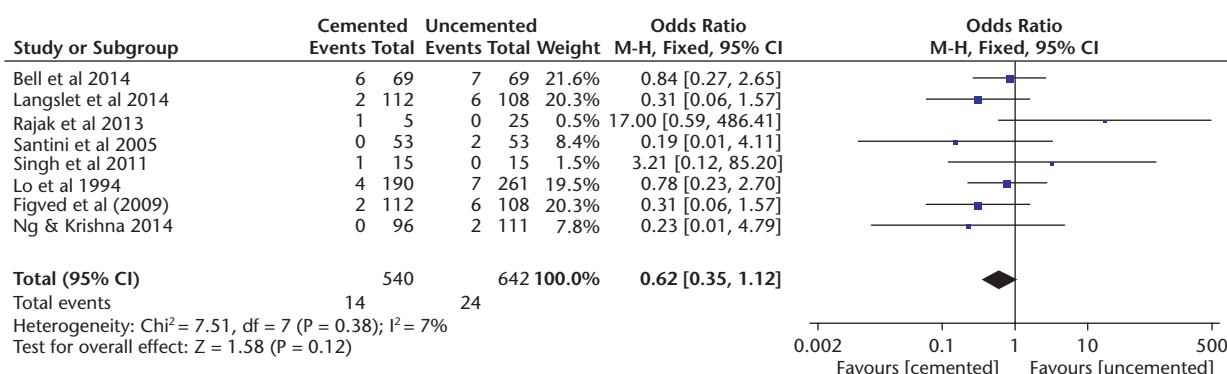 Cemented Uncemented Odds Ratio Odds Ratio
Study or Subgroup Events Total Events Total Weight M-H, Fixed, 95% CI M-H, Fixed, 95% CI
Bell et al 2014 6 69 7 69 21.6% 0.84 [0.27, 2.65]
Langslet et al 2014 2 112 6 108 20.3% 0.31 [0.06, 1.57]
Rajak et al 2013 1 5 0 25 0.5% 17.00 [0.59, 486.41]
Santini et al 2005 0 53 2 53 8.4% 0.19 [0.01, 4.11]
Singh et al 2011 1 15 0 15 1.5% 3.21 [0.12, 85.20]
Lo et al 1994 4 190 7 261 19.5% 0.78 [0.23, 2.70]
Figved et al (2009) 2 112 6 108 20.3% 0.31 [0.06, 1.57]
Ng & Krishna 2014 0 96 2 111 7.8% 0.23 [0.01, 4.79]
Total (95% CI) 540 642 100.0% 0.62 [0.35, 1.12]
Total events 14 24
Heterogeneity: Chi² = 7.51, df = 7 (P = 0.38); I² = 7%
Test for overall effect: Z = 1.58 (P = 0.12)
0.002 0.1 1 10 500
Favours [cemented] Favours [uncemented]